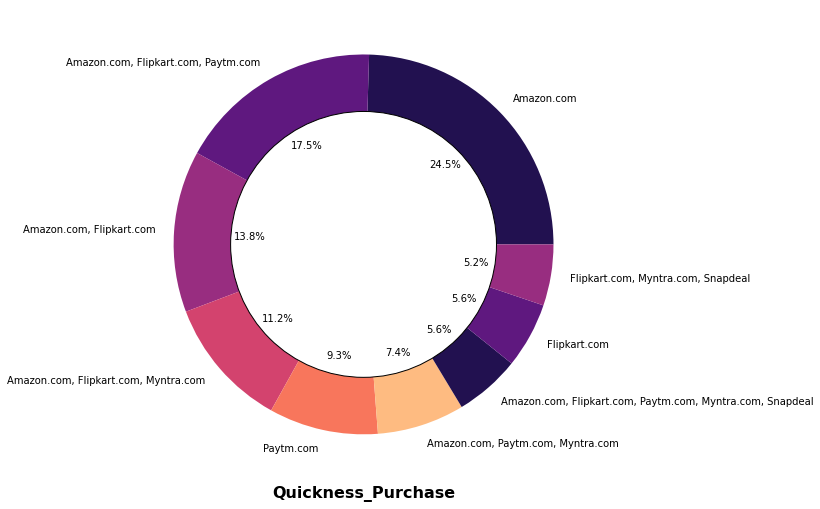 Amazon.com, Flipkart.com, Paytm.com
Amazon.com
17.5%
24.5%
Amazon.com, Flipkart.com
13.8%
5.2%
Flipkart.com, Myntra.com, Snapdeal
5.6%
11.2%
5.6%
Flipkart.com
9.3%
7.4%
Amazon.com, Flipkart.com, Myntra.com
Amazon.com, Flipkart.com, Paytm.com, Myntra.com, Snapdeal
Paytm.com
Amazon.com, Paytm.com, Myntra.com
Quickness_Purchase